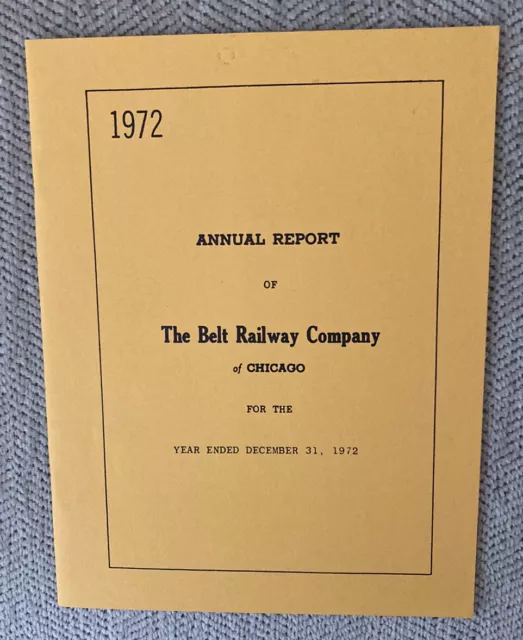 1972
ANNUAL REPORT
OF
The Belt Railway Company
of CHICAGO
FOR THE
YEAR ENDED DECEMBER 31, 1972